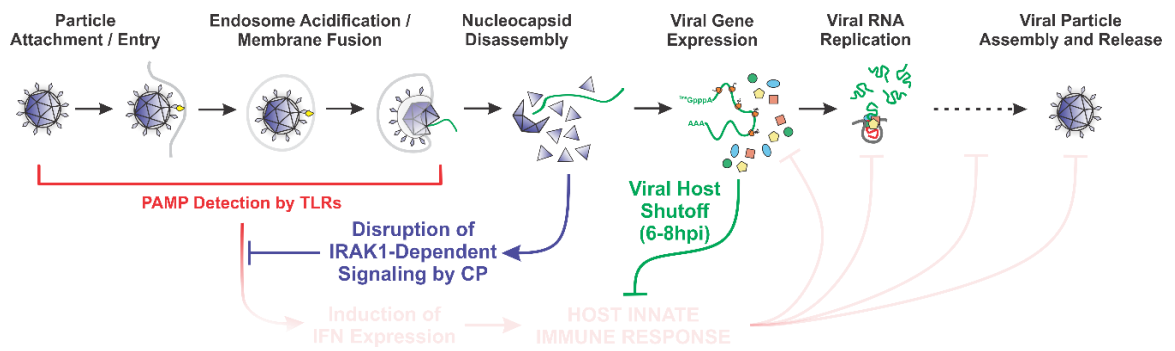 Particle
Attachment / Entry
Endosome Acidification /
Membrane Fusion
Nucleocapsid
Disassembly
Viral Gene
Expression
Viral RNA
Replication
Viral Particle
Assembly and Release
GpppA
AAA
PAMP Detection by TLRs
Disruption of
IRAK1-Dependent
Signaling by CP
Viral Host
Shutoff
(6-8hpi)
Induction of
IFN Expression
HOST INNATE
IMMUNE RESPONSE